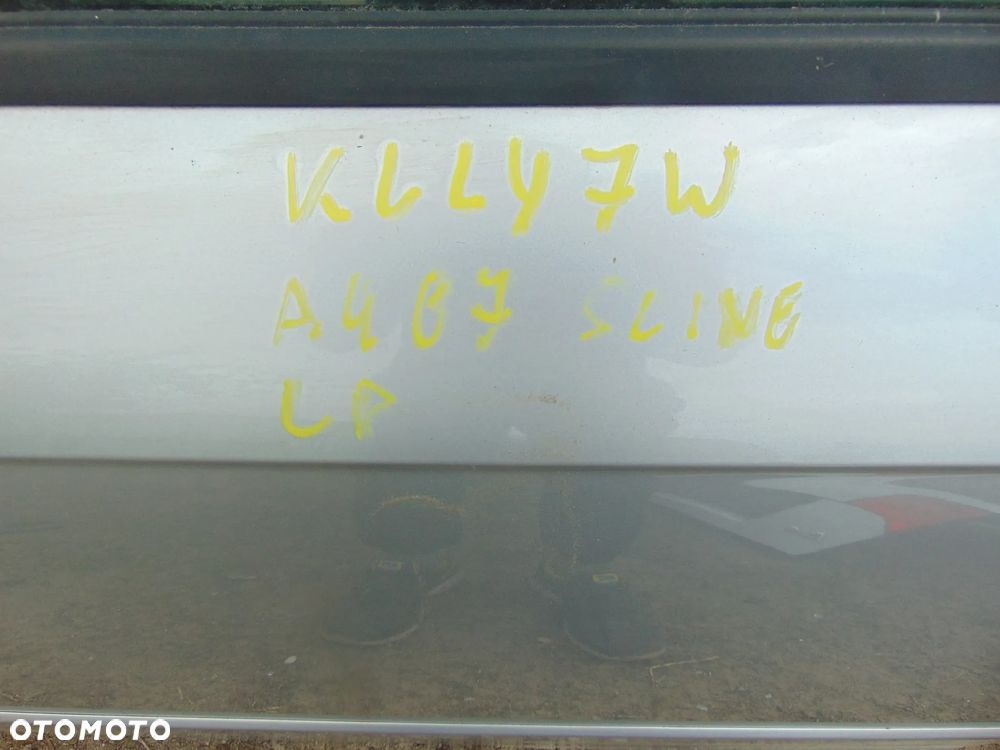 KLLY7W
A4B7 SLINE
LP
OTOMOTO